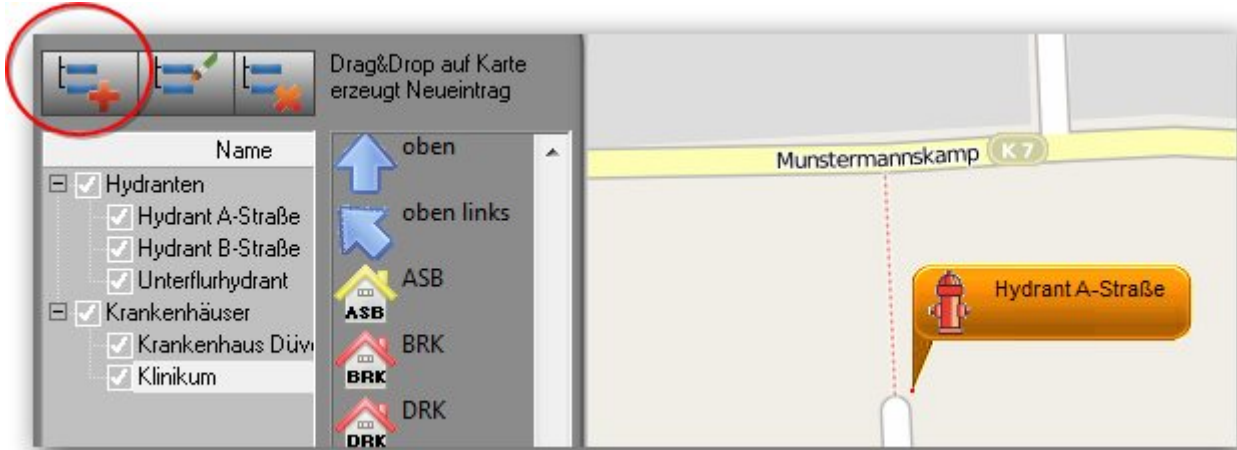 Drag&Drop auf Karte
erzeugt Neueintrag
Name
Hydranten
Hydrant A-Straße
Hydrant B-Straße
Unterflurhydrant
Krankenhäuser
Krankenhaus Düv
Klinikum
oben
oben links
ASB
ASB
BRK
BRK
DRK
DRK
Munstermannskamp K 7
Hydrant A-Straße